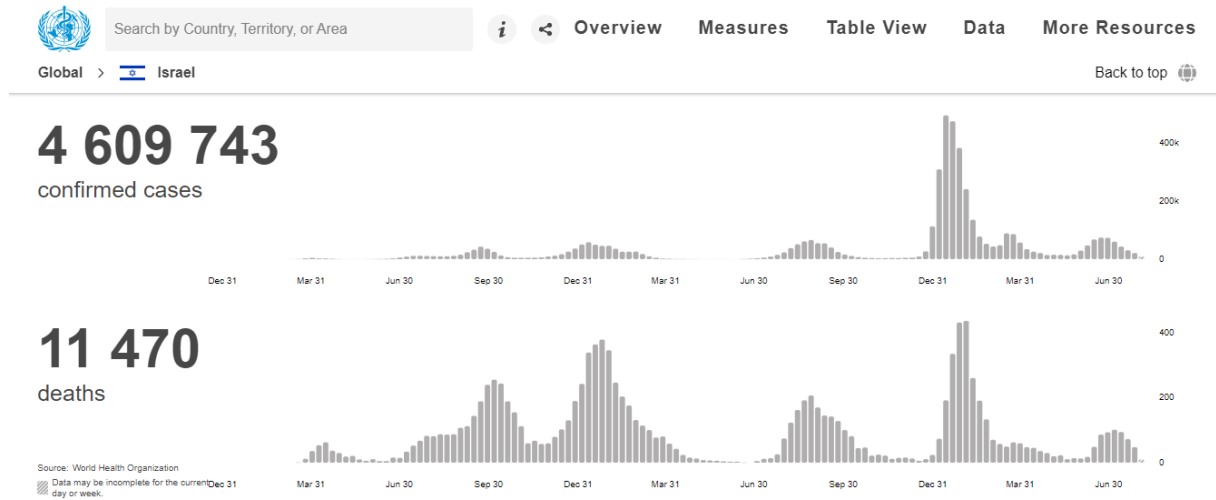 Search by Country, Territory, or Area
i
Overview Measures Table View Data More Resources
Global > Israel
Back to top
4 609 743
confirmed cases
400k
200k
0
Dec 31 Mar 31 Jun 30 Sep 30 Dec 31 Mar 31 Jun 30 Sep 30 Dec 31 Mar 31 Jun 30
11 470
deaths
400
200
0
Source: World Health Organization
Data may be incomplete for the current
day or week.
Dec 31 Mar 31 Jun 30 Sep 30 Dec 31 Mar 31 Jun 30 Sep 30 Dec 31 Mar 31 Jun 30